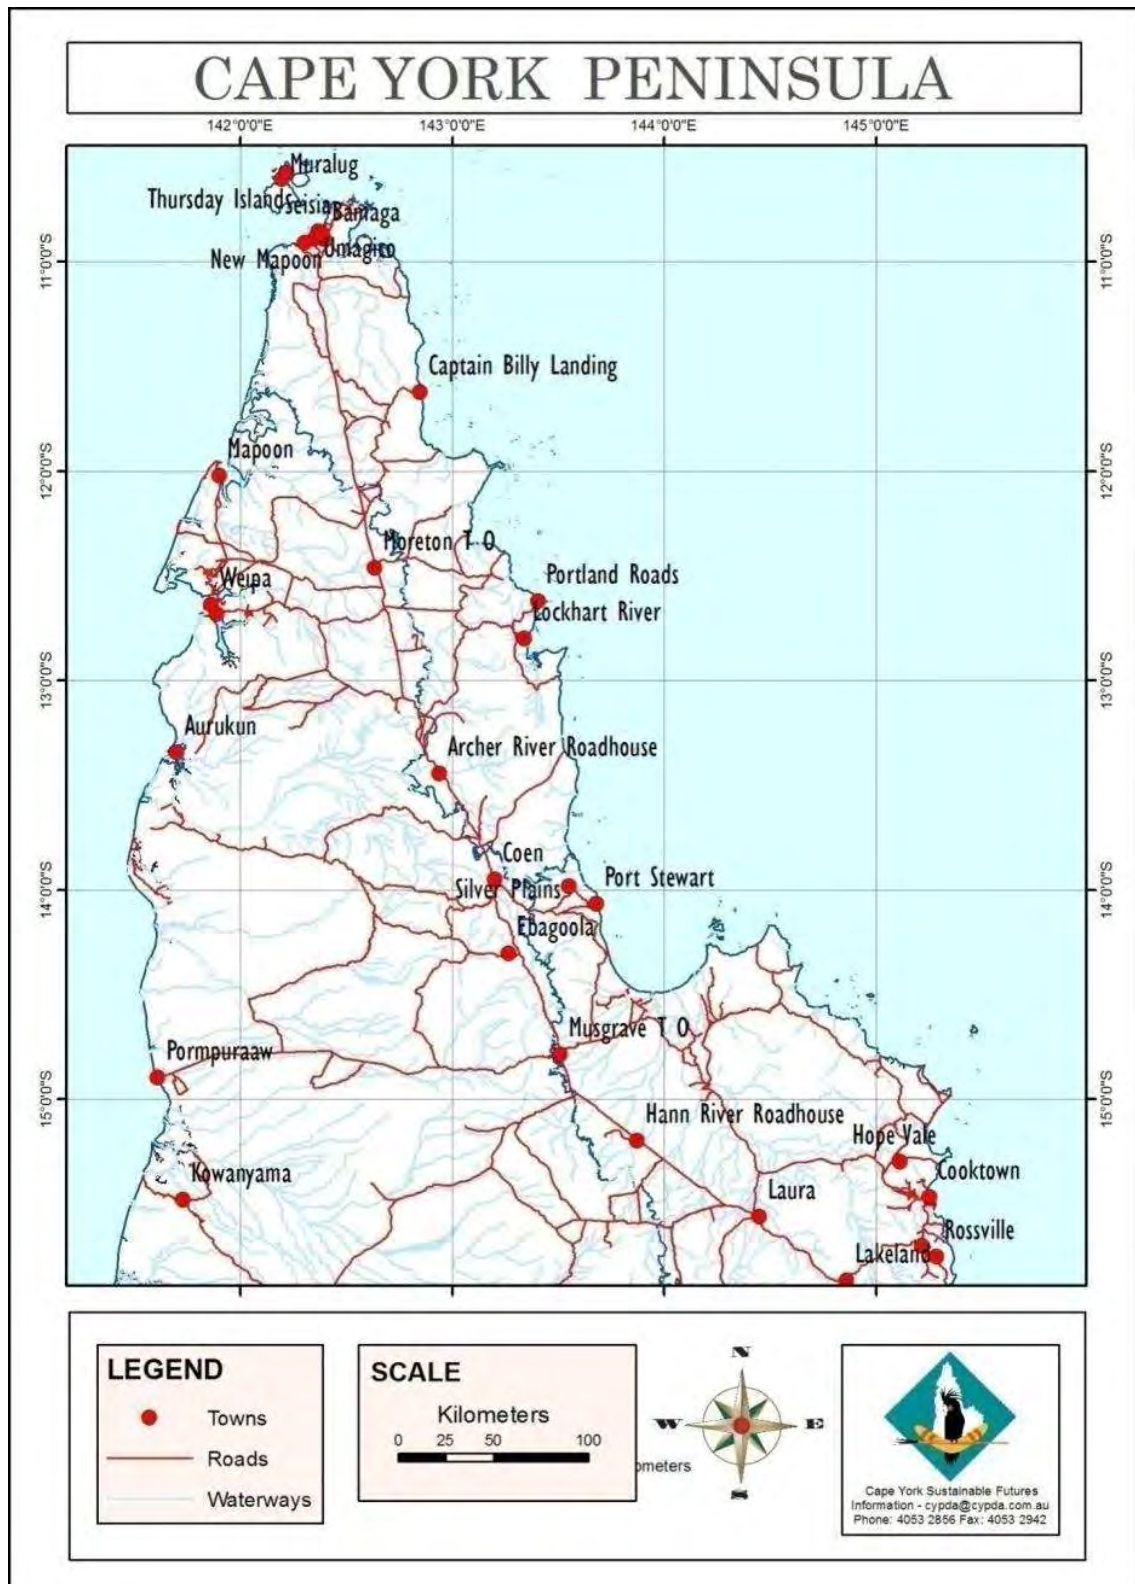 CAPE YORK PENINSULA
142°0'0"E 143°0'0"E 144°0'0"E 145°0'0"E
Muralug
Thursday Islands
Seisia
Bamaga
Umagico
New Mapoon
11°0'0"S 11°0'0"S
Captain Billy Landing
Mapoon
12°0'0"S 12°0'0"S
Moreton T O
Weipa
Portland Roads
Lockhart River
13°0'0"S 13°0'0"S
Aurukun
Archer River Roadhouse
Coen
Silver Plains
Port Stewart
14°0'0"S 14°0'0"S
Ebagoola
Musgrave T O
Pormpuraaw
15°0'0"S 15°0'0"S
Hann River Roadhouse
Hope Vale
Kowanyama
Cooktown
Laura
Rossville
Lakeland
LEGEND
Towns
Roads
Waterways
SCALE
Kilometers
0 25 50 100
ometers
N
W E
S
Cape York Sustainable Futures
Information - cypda@cypda.com.au
Phone: 4053 2856 Fax: 4053 2942